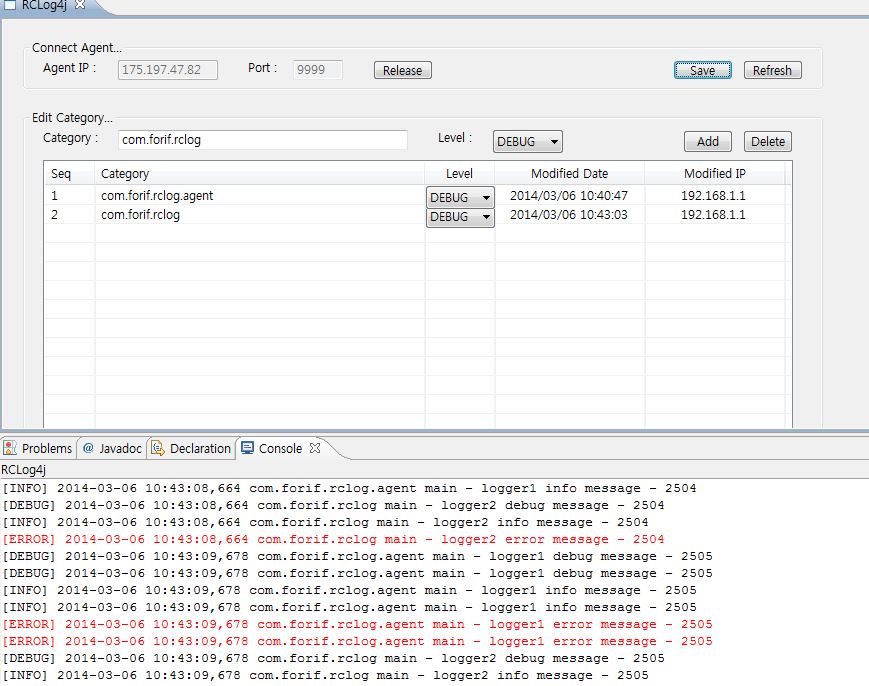 RCLog4j
Connect Agent...
Agent IP : 175.197.47.82 Port : 9999 Release Save Refresh
Edit Category...
Category : com.forif.rclog Level : DEBUG Add Delete
Seq Category Level Modified Date Modified IP
1 com.forif.rclog.agent DEBUG 2014/03/06 10:40:47 192.168.1.1
2 com.forif.rclog DEBUG 2014/03/06 10:43:03 192.168.1.1
Problems @ Javadoc Declaration Console
RCLog4j
[INFO] 2014-03-06 10:43:08,664 com.forif.rclog.agent main - logger1 info message - 2504
[DEBUG] 2014-03-06 10:43:08,664 com.forif.rclog main - logger2 debug message - 2504
[INFO] 2014-03-06 10:43:08,664 com.forif.rclog main - logger2 info message - 2504
[ERROR] 2014-03-06 10:43:08,664 com.forif.rclog main - logger2 error message - 2504
[DEBUG] 2014-03-06 10:43:09,678 com.forif.rclog.agent main - logger1 debug message - 2505
[DEBUG] 2014-03-06 10:43:09,678 com.forif.rclog.agent main - logger1 debug message - 2505
[INFO] 2014-03-06 10:43:09,678 com.forif.rclog.agent main - logger1 info message - 2505
[INFO] 2014-03-06 10:43:09,678 com.forif.rclog.agent main - logger1 info message - 2505
[ERROR] 2014-03-06 10:43:09,678 com.forif.rclog.agent main - logger1 error message - 2505
[ERROR] 2014-03-06 10:43:09,678 com.forif.rclog.agent main - logger1 error message - 2505
[DEBUG] 2014-03-06 10:43:09,678 com.forif.rclog main - logger2 debug message - 2505
[INFO] 2014-03-06 10:43:09,678 com.forif.rclog main - logger2 info message - 2505